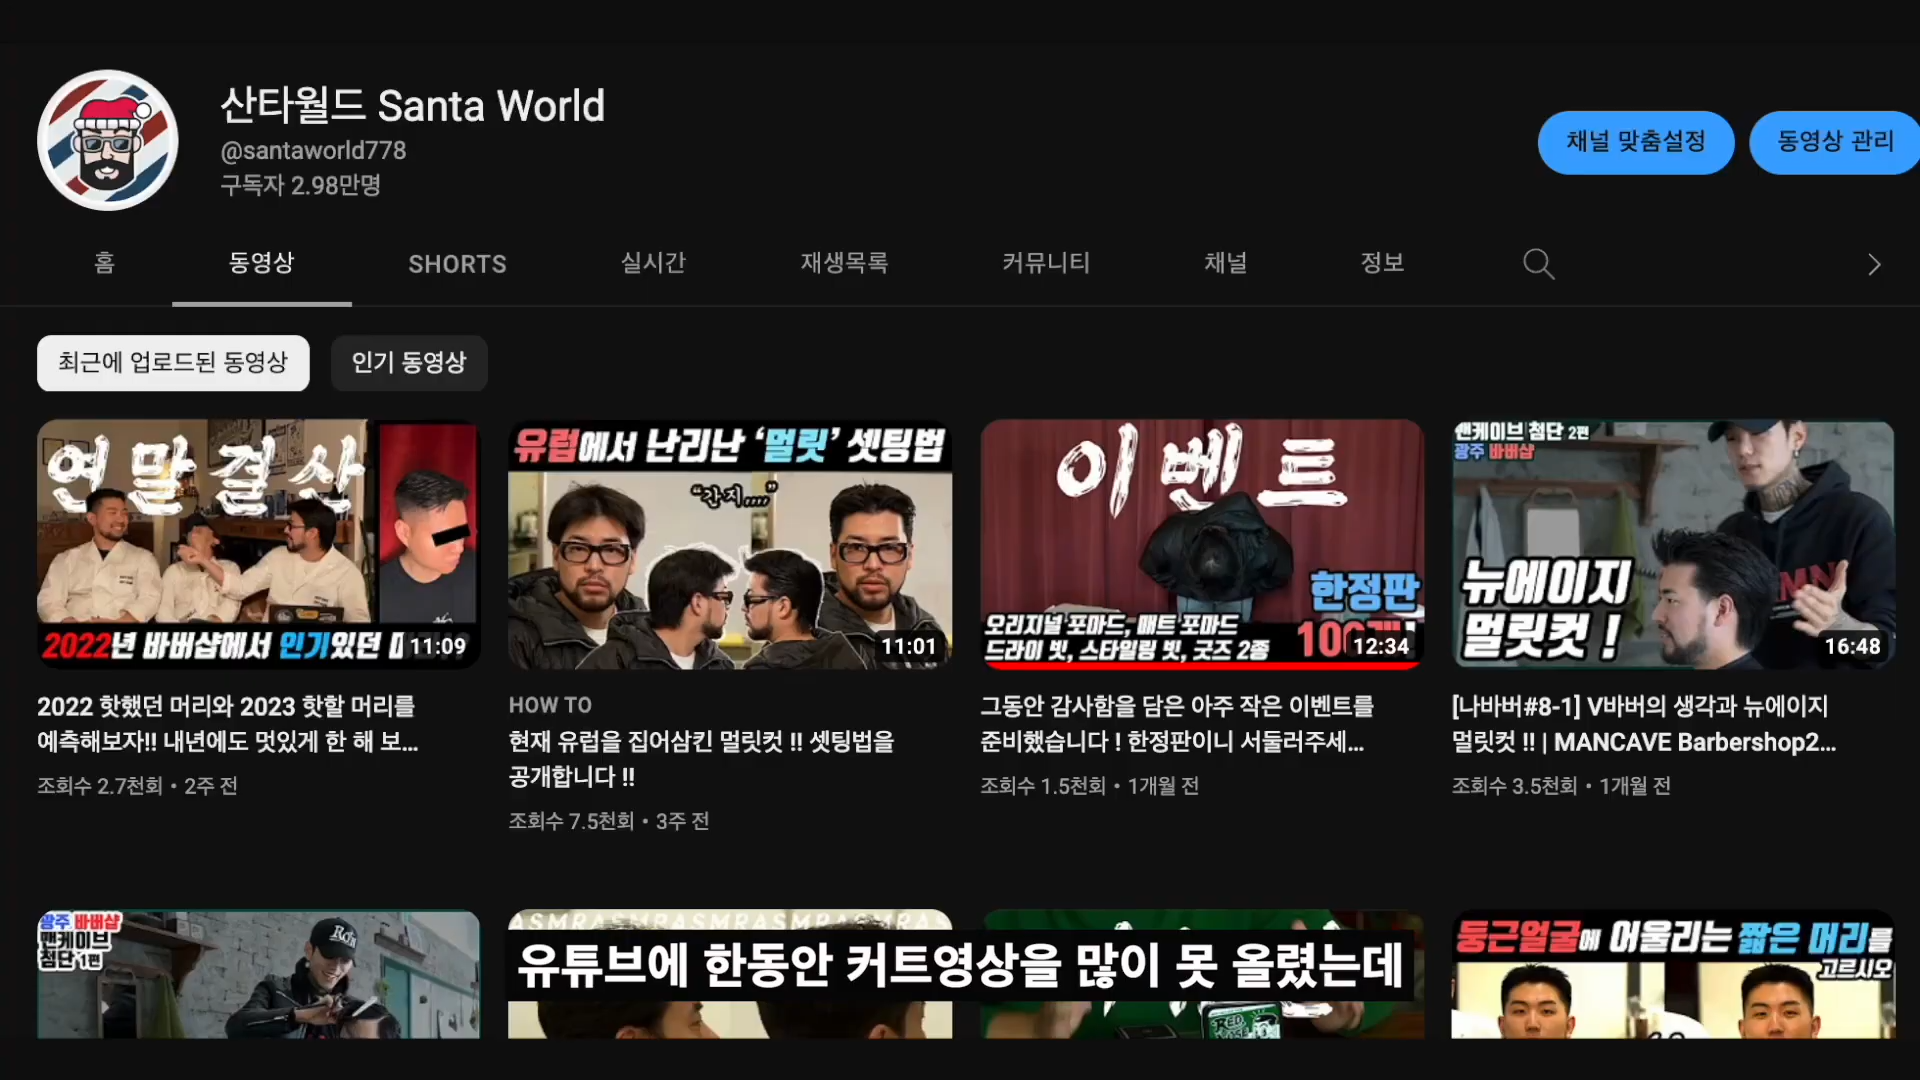 산타월드 Santa World
@santaworld778
구독자 2.98만명
채널 맞춤설정
동영상 관리
홈
동영상
SHORTS
실시간
재생목록
커뮤니티
채널
정보
최근에 업로드된 동영상
인기 동영상
연말결산
2022년 바버샵에서 인기있던
11:09
2022 핫했던 머리와 2023 핫할 머리를
예측해보자!! 내년에도 멋있게 한 해 보...
조회수 2.7천회 • 2주 전
유럽에서 난리난 ‘멀릿’ 셋팅법
“간지,,,,”
11:01
HOW TO
현재 유럽을 집어삼킨 멀릿컷 !! 셋팅법을
공개합니다 !!
조회수 7.5천회 • 3주 전
이벤트
한정판
오리지널 포마드, 매트 포마드
드라이 빗, 스타일링 빗, 굿즈 2종
12:34
그동안 감사함을 담은 아주 작은 이벤트를
준비했습니다 ! 한정판이니 서둘러주세...
조회수 1.5천회 • 1개월 전
맨케이브 첨단 2편
광주 바버샵
뉴에이지
멀릿컷 !
16:48
[나바버#8-1] V바버의 생각과 뉴에이지
멀릿컷 !! | MANCAVE Barbershop2...
조회수 3.5천회 • 1개월 전
광주 바버샵
맨케이브
첨단 1편
ASMRASMRASMRASMRASMRA
유튜브에 한동안 커트영상을 많이 못 올렸는데
둥근얼굴에 어울리는 짧은 머리를
고르시오